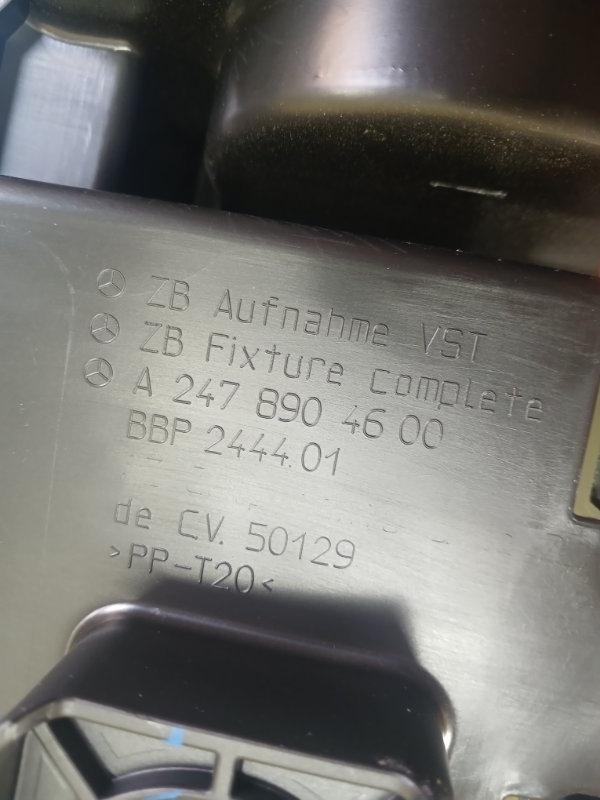 ZB Aufnahme VST
ZB Fixture complete
A 247 890 46 00
BBP 2444.01
de C.V. 50129
>PP-T20<